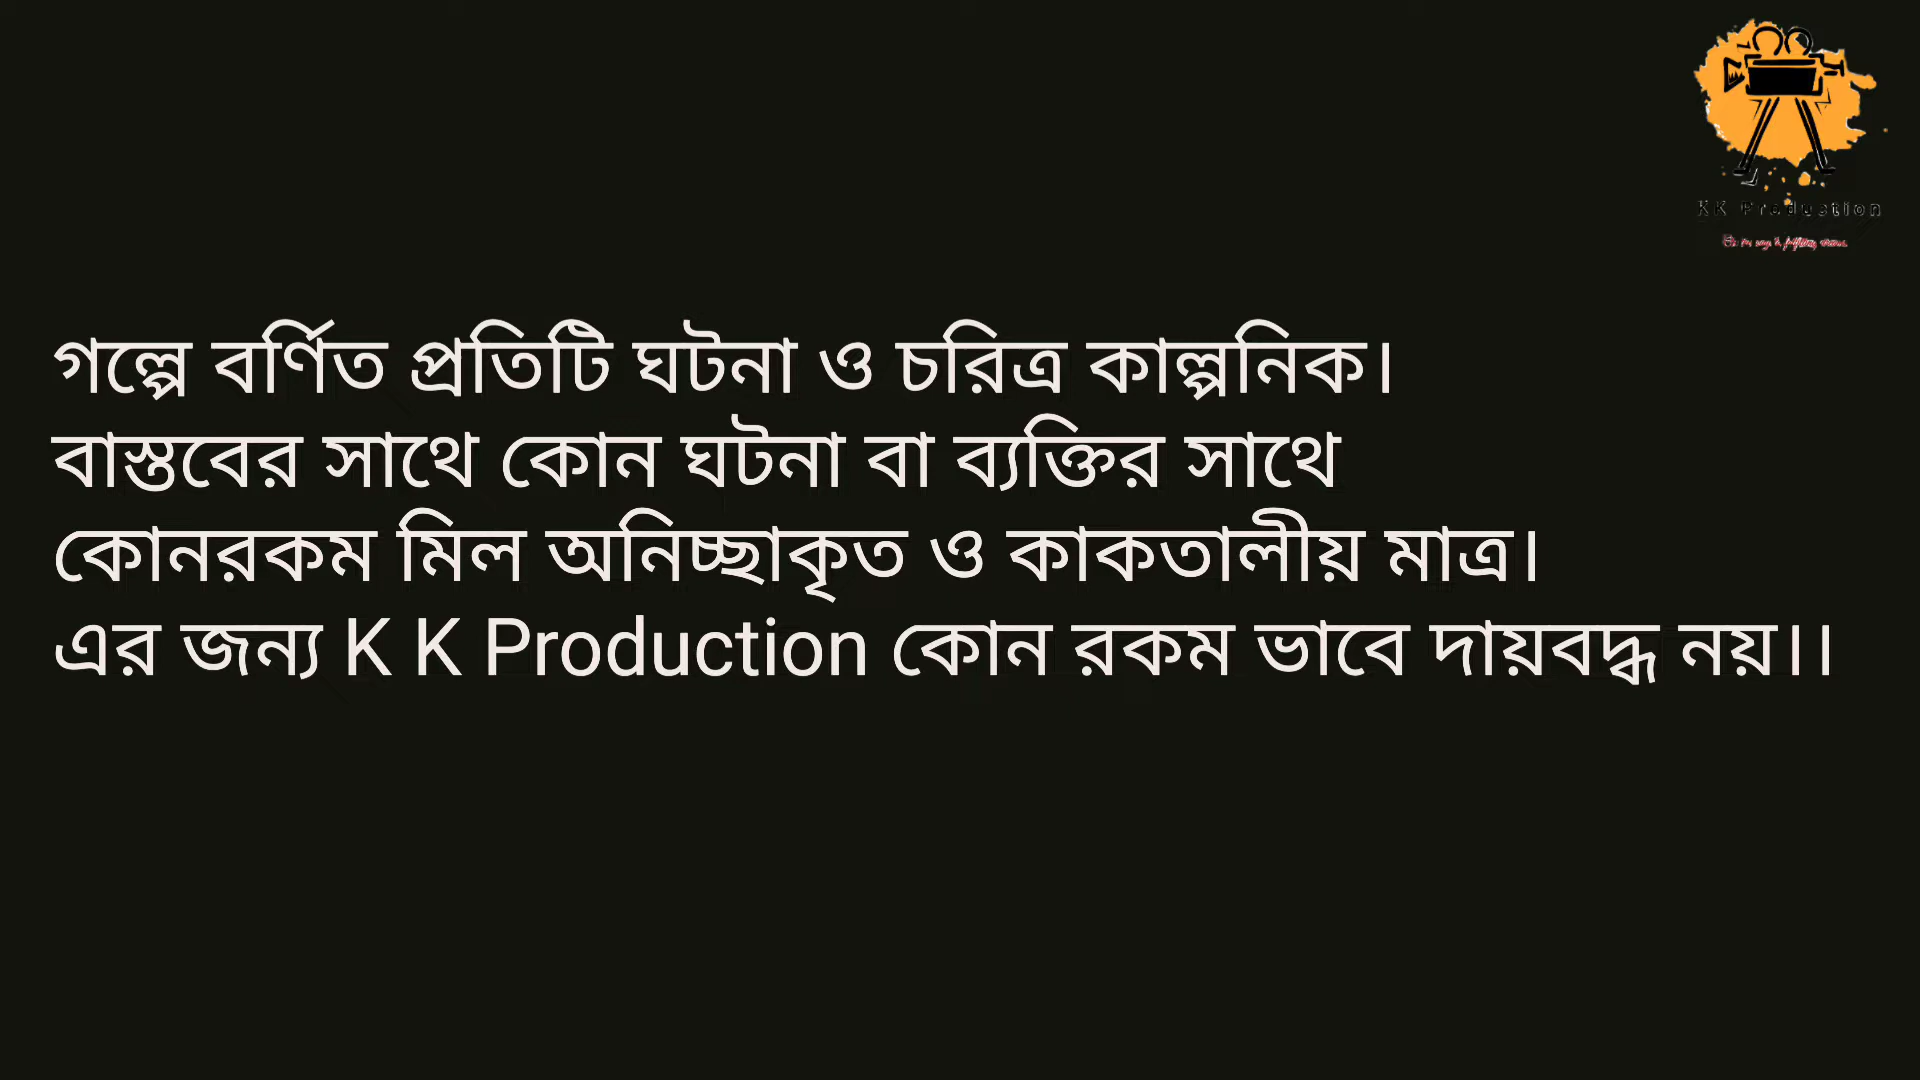 KK Production
গল্পে বর্ণিত প্রতিটি ঘটনা ও চরিত্র কাল্পনিক।
বাস্তবের সাথে কোন ঘটনা বা ব্যক্তির সাথে
কোনরকম মিল অনিচ্ছাকৃত ও কাকতালীয় মাত্র।
এর জন্য K K Production কোন রকম ভাবে দায়বদ্ধ নয়।।